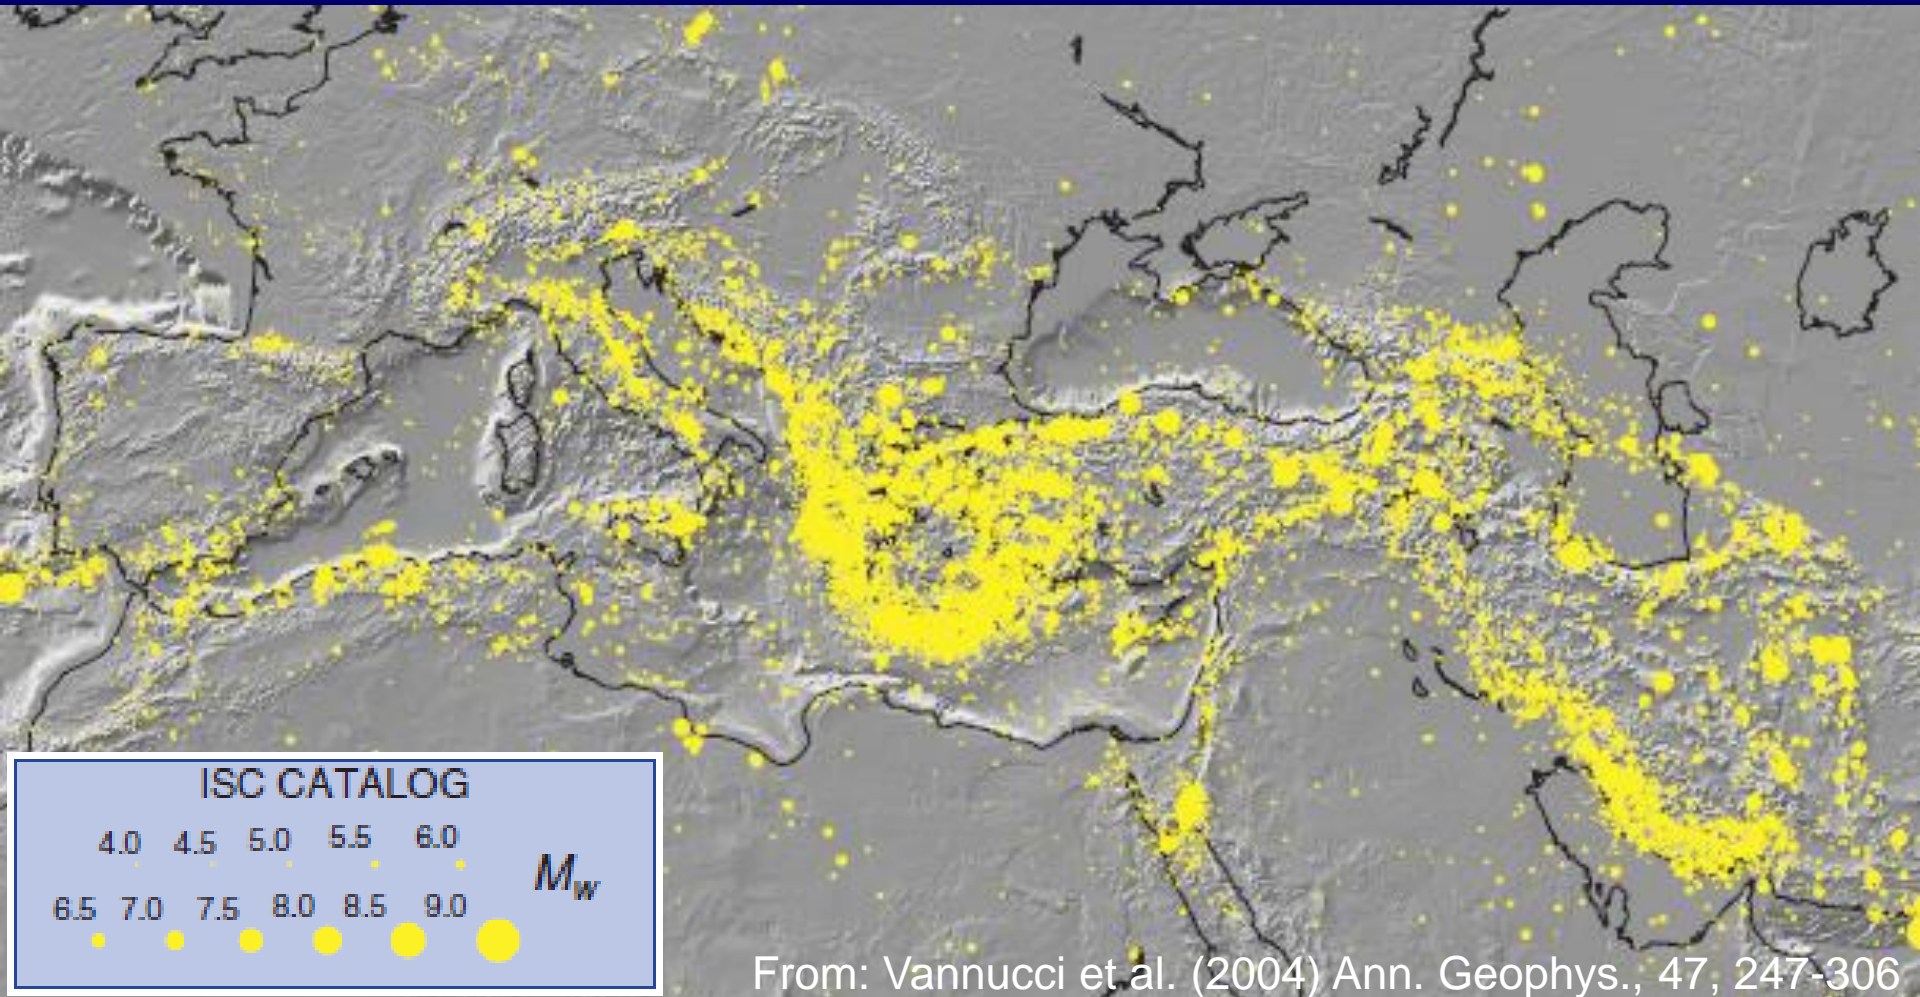 ISC CATALOG
4.0 4.5 5.0 5.5 6.0
Mw
6.5 7.0 7.5 8.0 8.5 9.0
From: Vannucci et al. (2004) Ann. Geophys., 47, 247-306